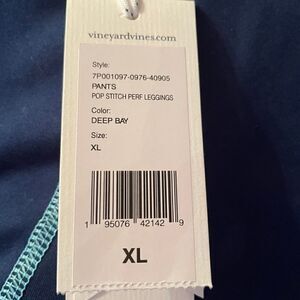 vineyardvines.com
Style:
7P001097-0976-40905
PANTS
POP STITCH PERF LEGGINGS
Color:
DEEP BAY
Size:
XL
1 95076 42142 9
XL